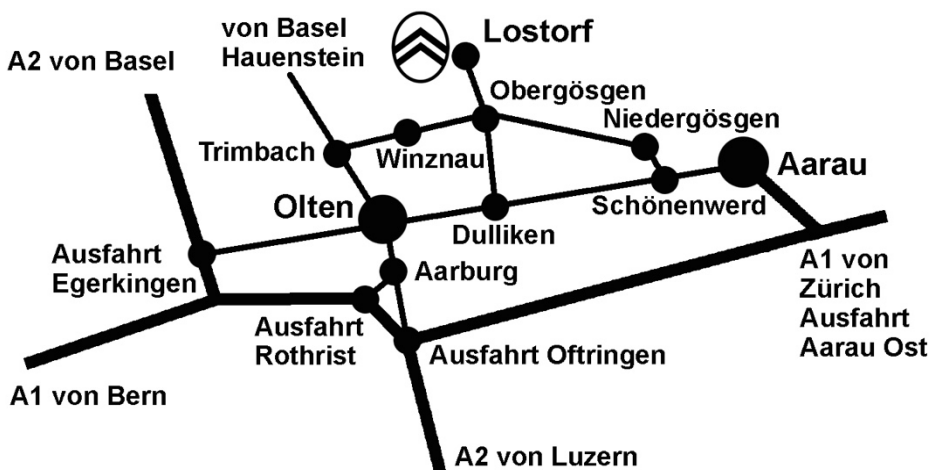 von Basel
Hauenstein
Lostorf
A2 von Basel
Obergösgen
Niedergösgen
Trimbach
Winznau
Aarau
Olten
Schönenwerd
Dulliken
Ausfahrt
Egerkingen
Aarburg
A1 von
Zürich
Ausfahrt
Aarau Ost
Ausfahrt
Rothrist
Ausfahrt Oftringen
A1 von Bern
A2 von Luzern